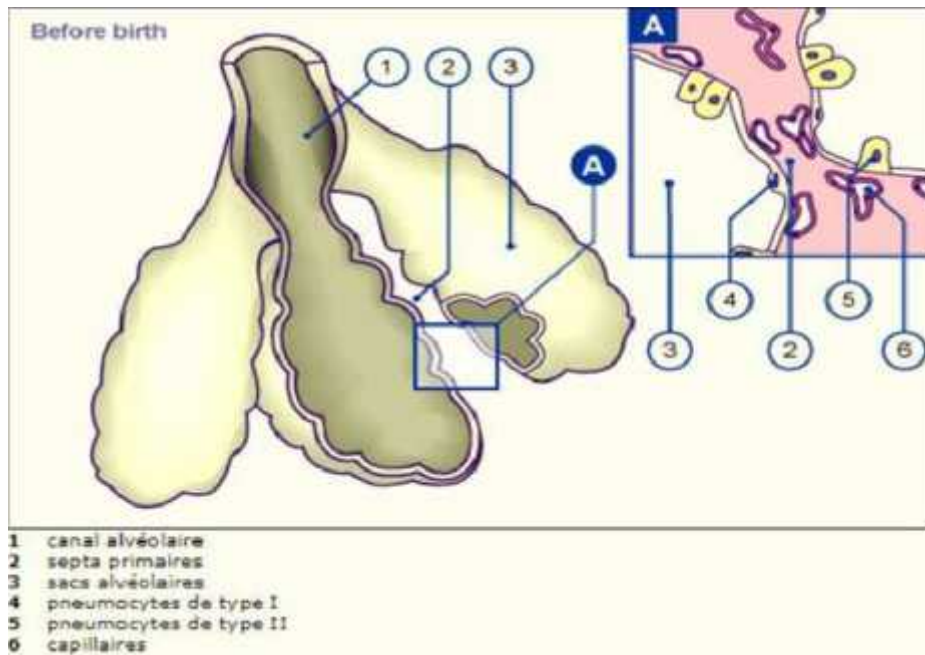 Before birth
A
1 2 3
A
4 5
3 2 6
1 canal alvéolaire
2 septa primaires
3 sacs alvéolaires
4 pneumocytes de type I
5 pneumocytes de type II
6 capillaires